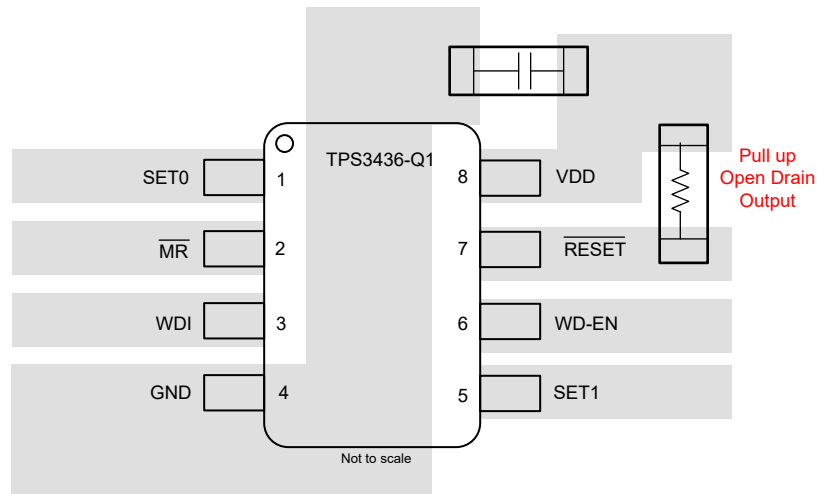 TPS3436-Q1
SET0
1
8
VDD
Pull up
Open Drain
Output
MR
2
7
RESET
WDI
3
6
WD-EN
GND
4
5
SET1
Not to scale